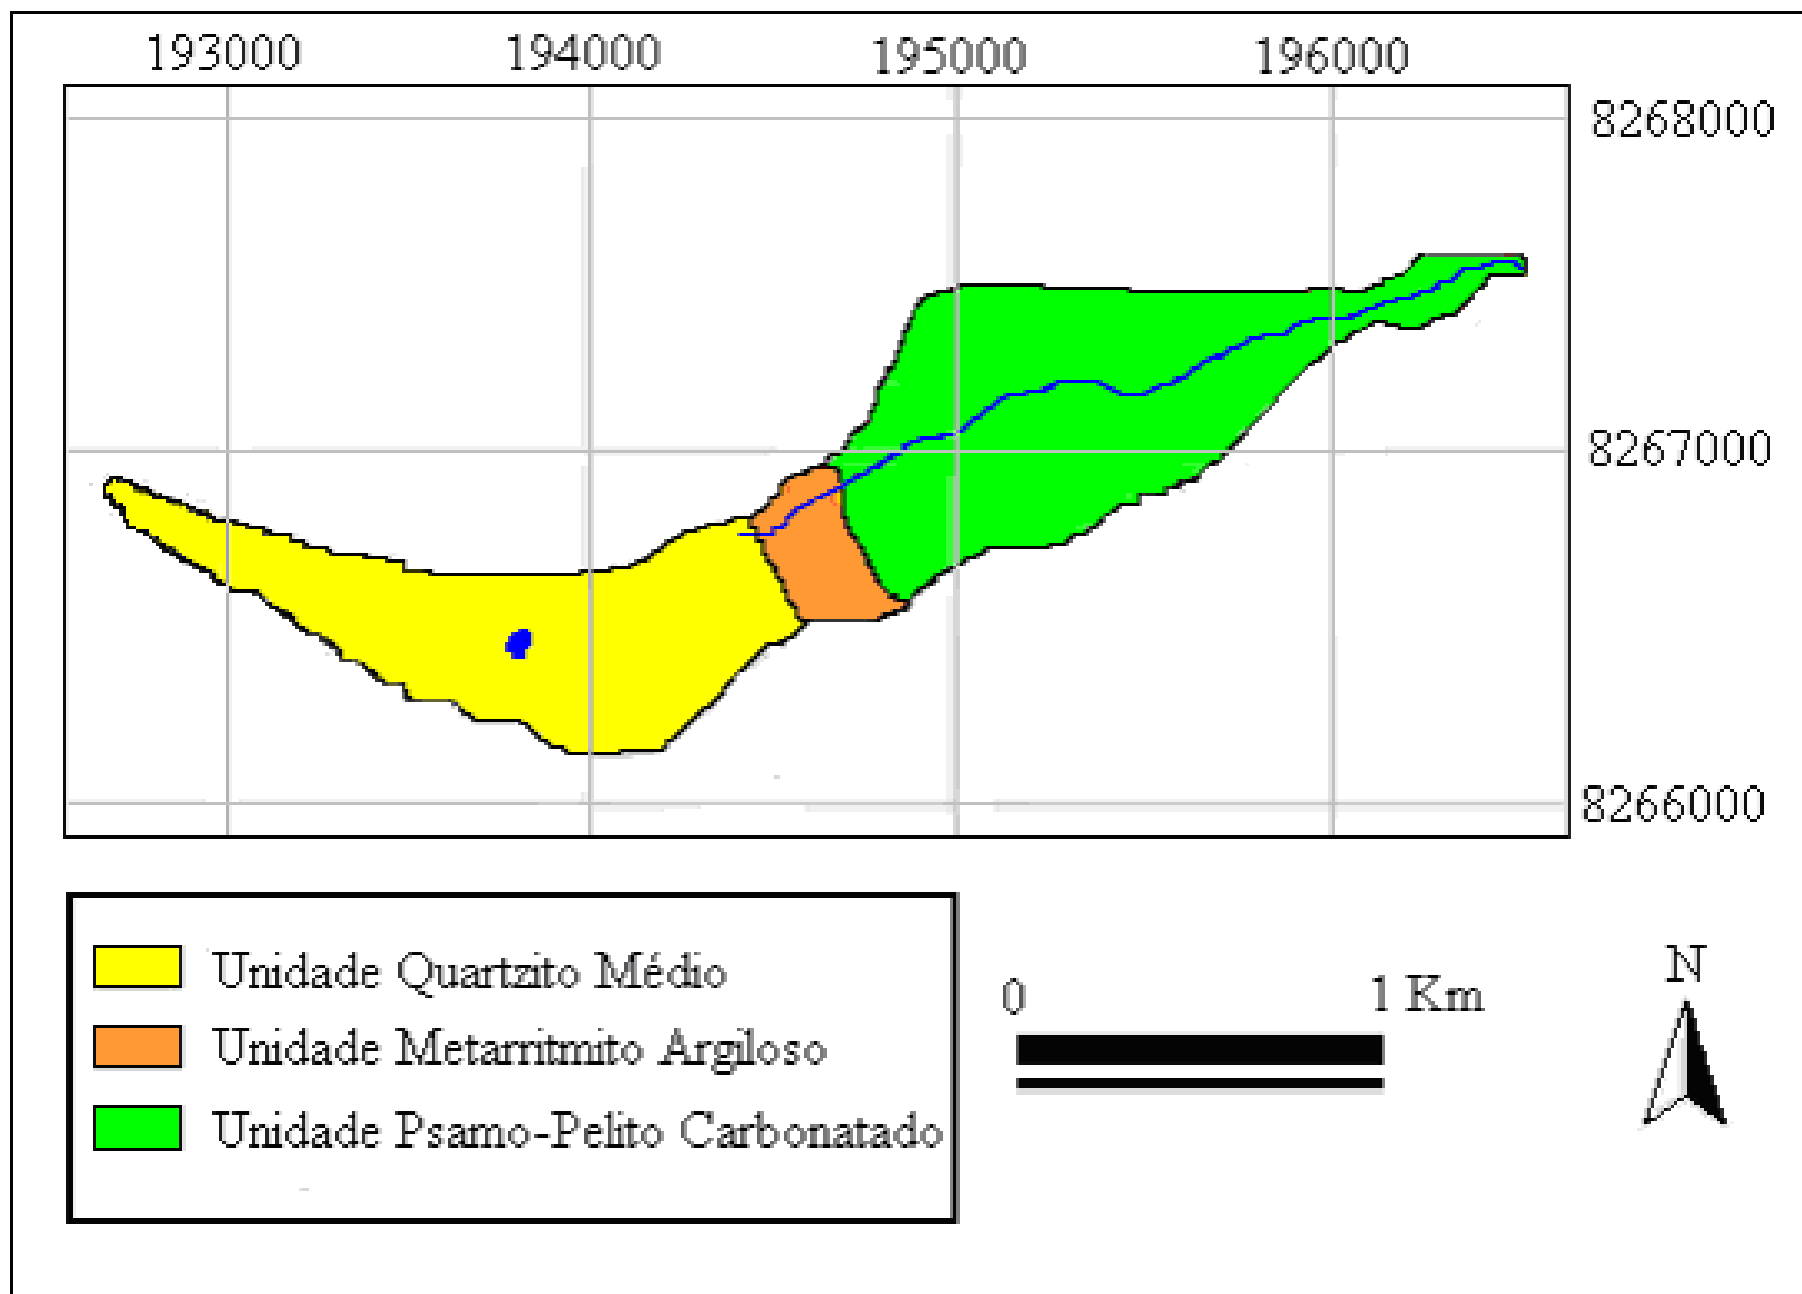 193000 194000 195000 196000
8268000
8267000
8266000
Unidade Quartzito Médio
Unidade Metarritmito Argiloso
Unidade Psamo-Pelito Carbonatado
0 1 Km
N